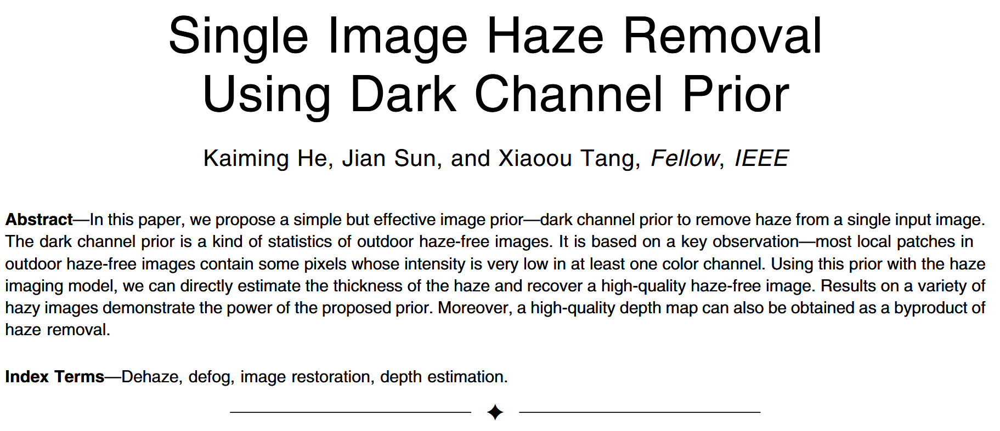 Single Image Haze Removal
Using Dark Channel Prior
Kaiming He, Jian Sun, and Xiaoou Tang, Fellow, IEEE
Abstract—In this paper, we propose a simple but effective image prior—dark channel prior to remove haze from a single input image.
The dark channel prior is a kind of statistics of outdoor haze-free images. It is based on a key observation—most local patches in
outdoor haze-free images contain some pixels whose intensity is very low in at least one color channel. Using this prior with the haze
imaging model, we can directly estimate the thickness of the haze and recover a high-quality haze-free image. Results on a variety of
hazy images demonstrate the power of the proposed prior. Moreover, a high-quality depth map can also be obtained as a byproduct of
haze removal.
Index Terms—Dehaze, defog, image restoration, depth estimation.